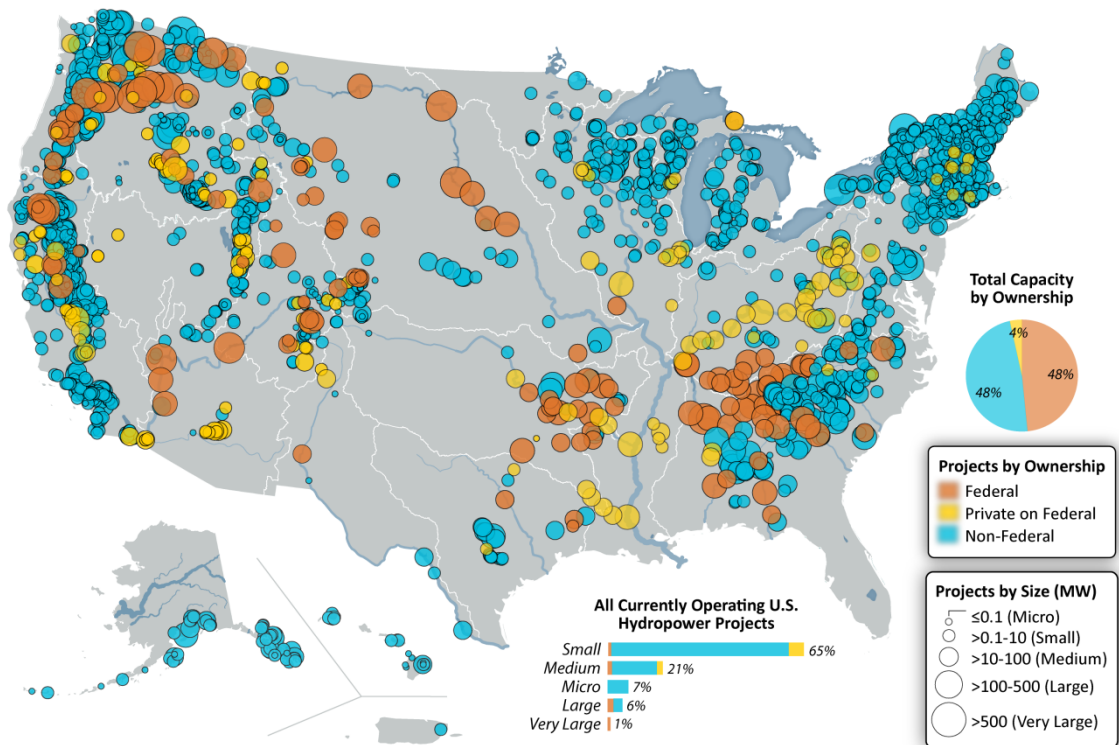 Total Capacity
by Ownership
4%
48%
48%
Projects by Ownership
Federal
Private on Federal
Non-Federal
Projects by Size (MW)
≤0.1 (Micro)
>0.1-10 (Small)
>10-100 (Medium)
>100-500 (Large)
>500 (Very Large)
All Currently Operating U.S.
Hydropower Projects
Small 65%
Medium 21%
Micro 7%
Large 6%
Very Large 1%